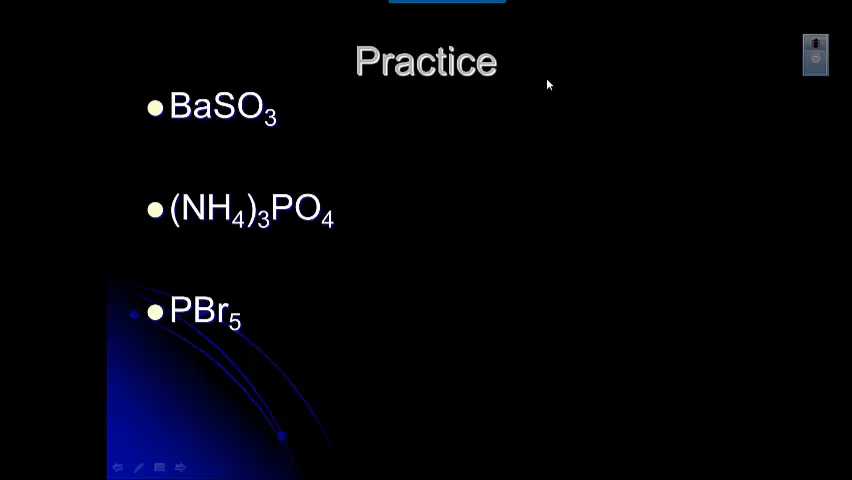 Practice
BaSO₃
(NH₄)₃PO₄
PBr₅